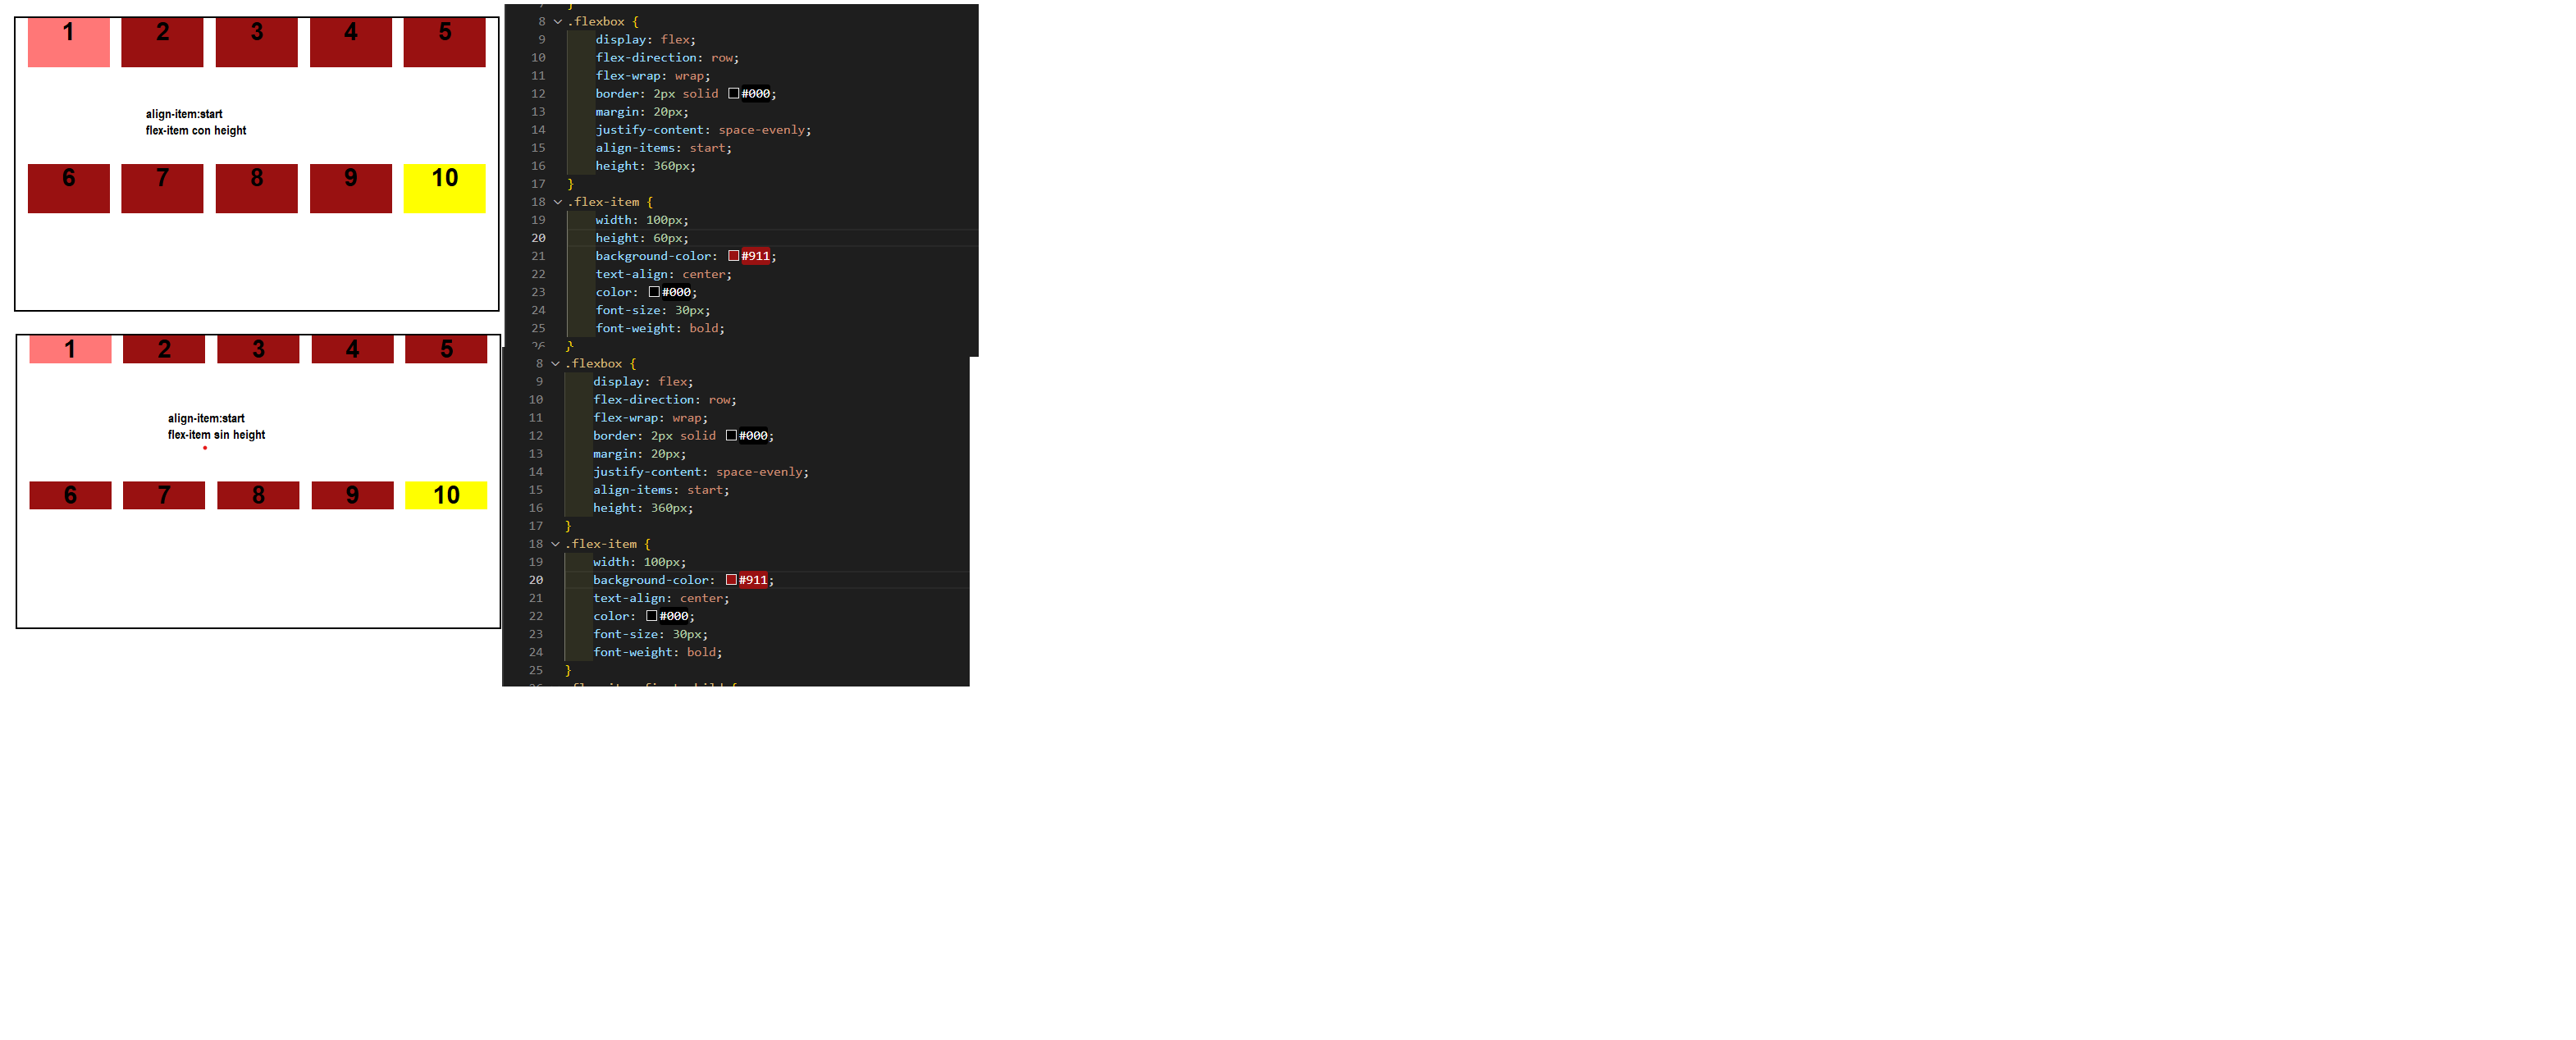 1 2 3 4 5
align-item:start
flex-item con height
6 7 8 9 10
}
8 .flexbox {
9 display: flex;
10 flex-direction: row;
11 flex-wrap: wrap;
12 border: 2px solid #000;
13 margin: 20px;
14 justify-content: space-evenly;
15 align-items: start;
16 height: 360px;
17 }
18 .flex-item {
19 width: 100px;
20 height: 60px;
21 background-color: #911;
22 text-align: center;
23 color: #000;
24 font-size: 30px;
25 font-weight: bold;
26 }
1 2 3 4 5
align-item:start
flex-item sin height
6 7 8 9 10
8 .flexbox {
9 display: flex;
10 flex-direction: row;
11 flex-wrap: wrap;
12 border: 2px solid #000;
13 margin: 20px;
14 justify-content: space-evenly;
15 align-items: start;
16 height: 360px;
17 }
18 .flex-item {
19 width: 100px;
20 background-color: #911;
21 text-align: center;
22 color: #000;
23 font-size: 30px;
24 font-weight: bold;
25 }